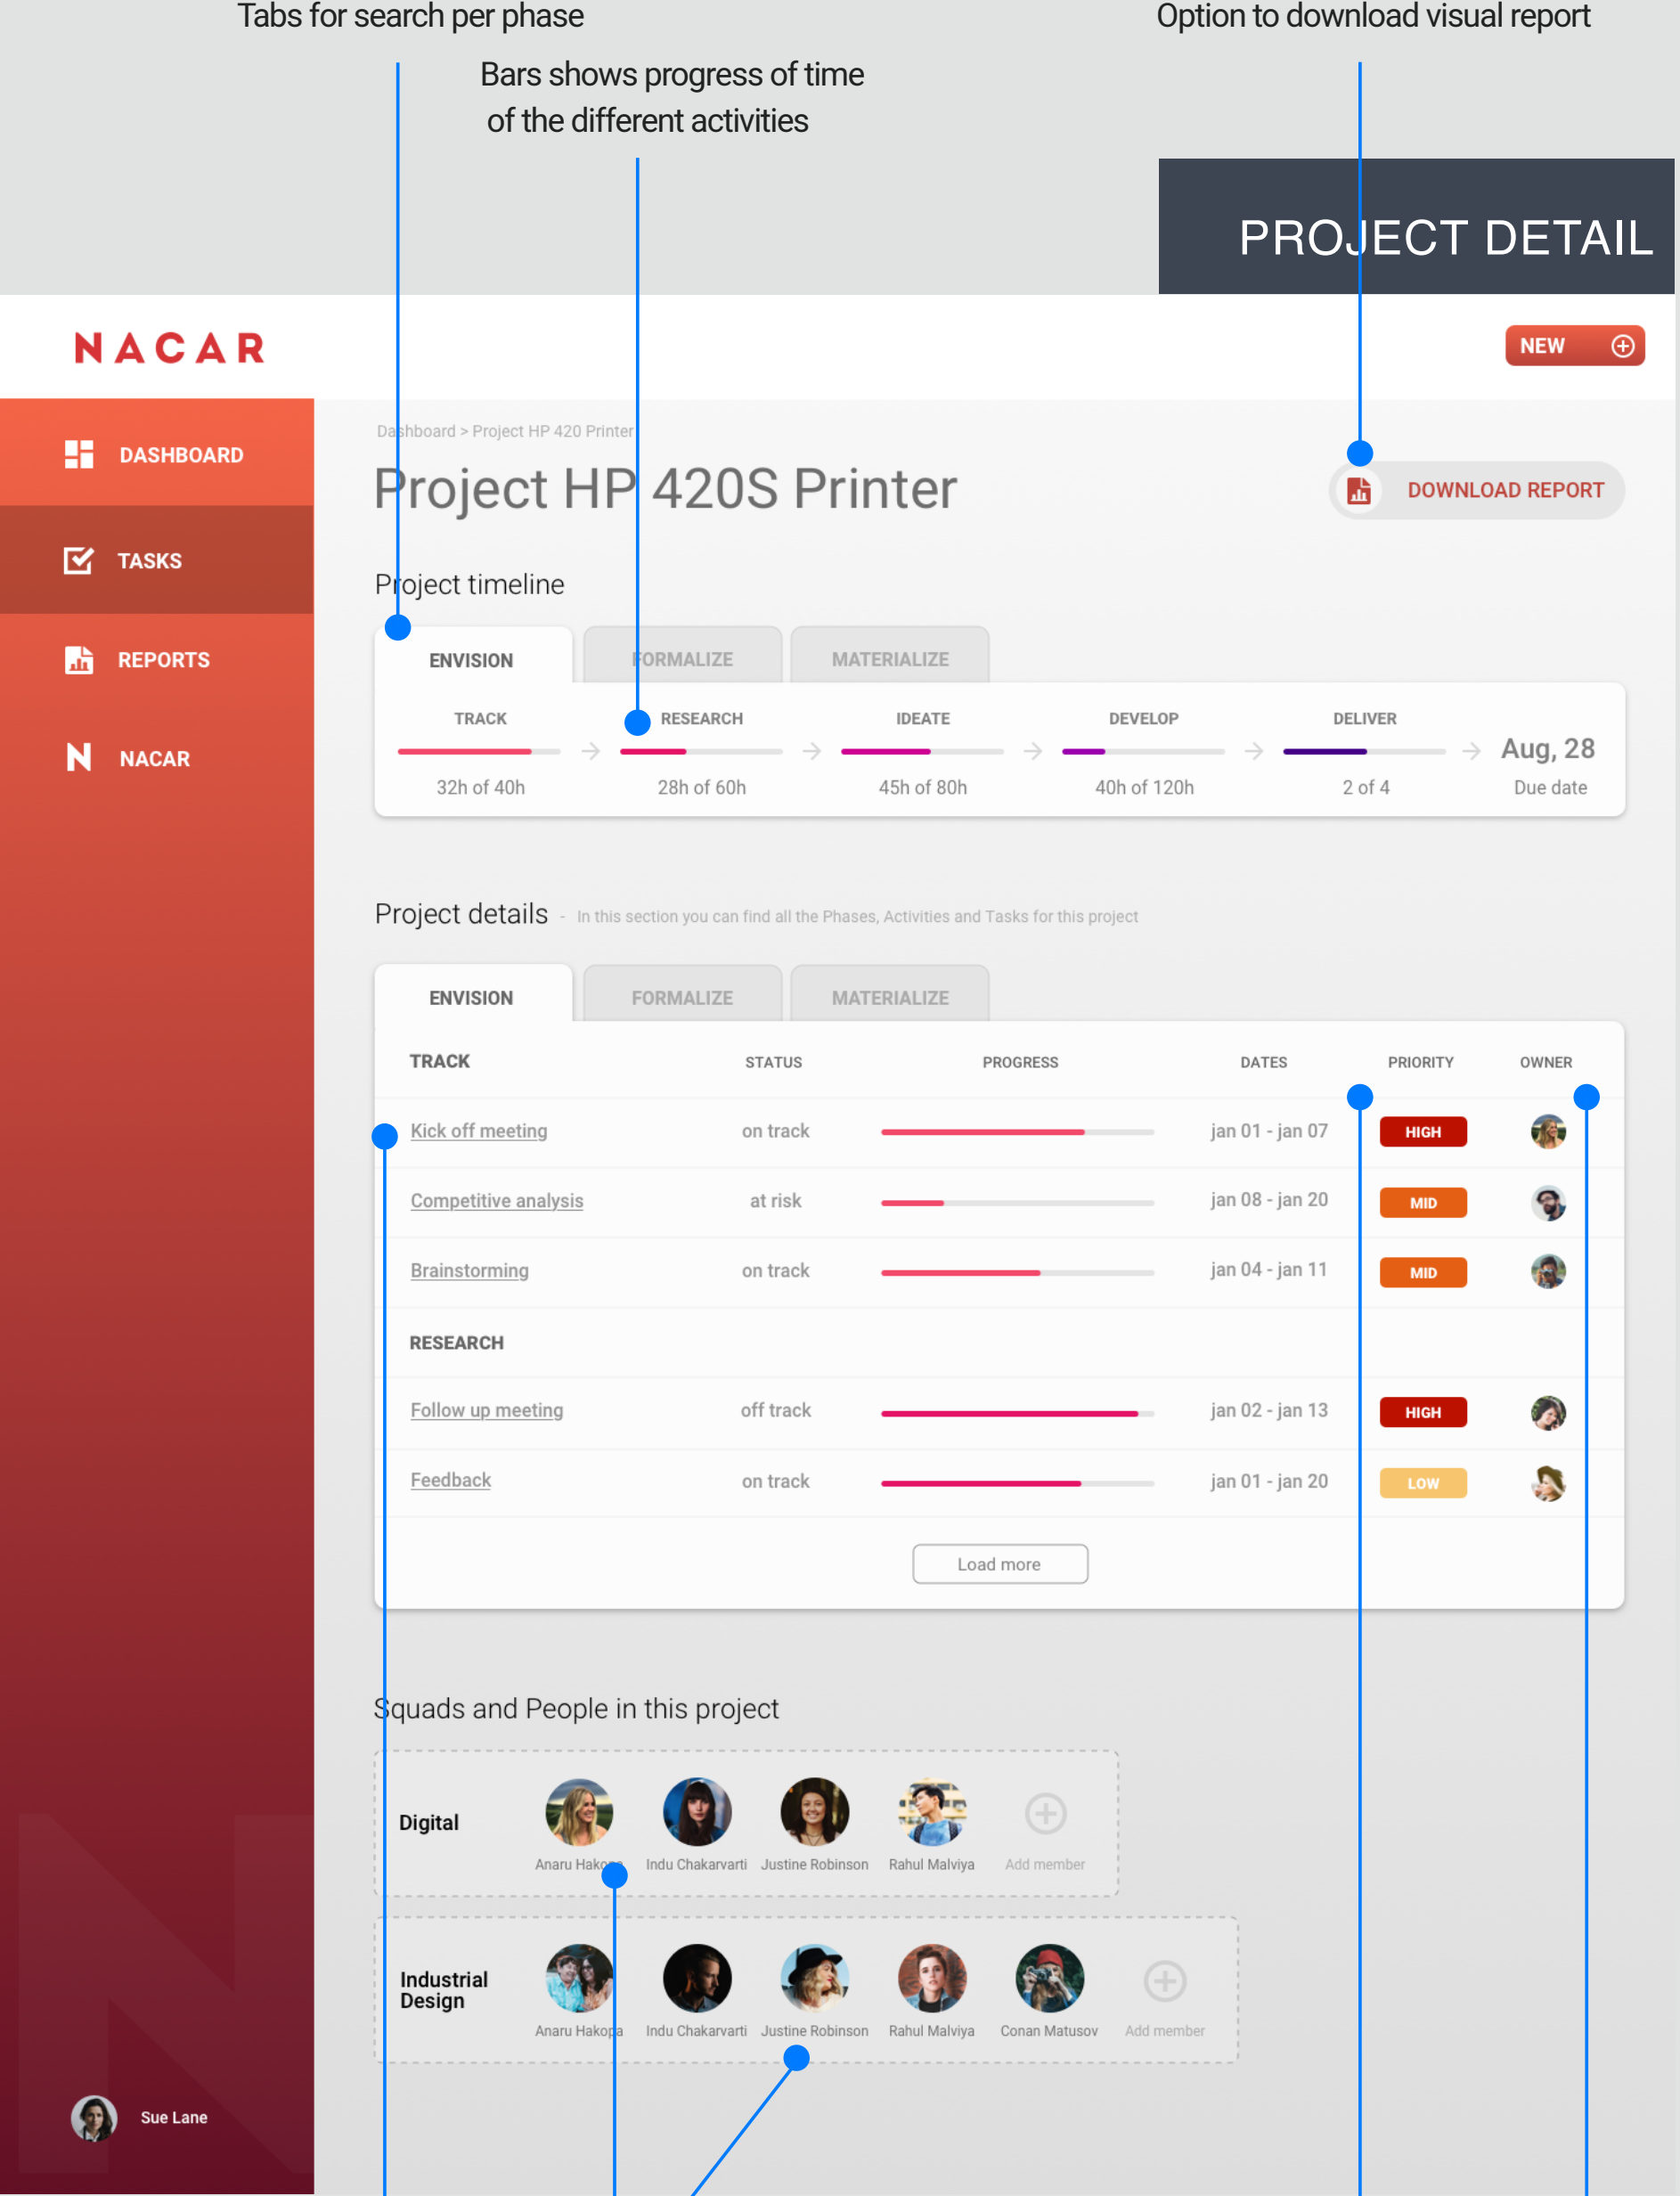 Tabs for search per phase
Option to download visual report
Bars shows progress of time
of the different activities
PROJECT DETAIL
NACAR
NEW
DASHBOARD
TASKS
REPORTS
NACAR
Dashboard > Project HP 420 Printer
Project HP 420S Printer
DOWNLOAD REPORT
Project timeline
ENVISION FORMALIZE MATERIALIZE
TRACK RESEARCH IDEATE DEVELOP DELIVER
Aug, 28
32h of 40h 28h of 60h 45h of 80h 40h of 120h 2 of 4 Due date
Project details - In this section you can find all the Phases, Activities and Tasks for this project
ENVISION FORMALIZE MATERIALIZE
TRACK STATUS PROGRESS DATES PRIORITY OWNER
Kick off meeting on track jan 01 - jan 07 HIGH
Competitive analysis at risk jan 08 - jan 20 MID
Brainstorming on track jan 04 - jan 11 MID
RESEARCH
Follow up meeting off track jan 02 - jan 13 HIGH
Feedback on track jan 01 - jan 20 LOW
Load more
Squads and People in this project
Digital
Anaru Hakopa Indu Chakarvarti Justine Robinson Rahul Malviya Add member
Industrial
Design
Anaru Hakopa Indu Chakarvarti Justine Robinson Rahul Malviya Conan Matusov Add member
Sue Lane